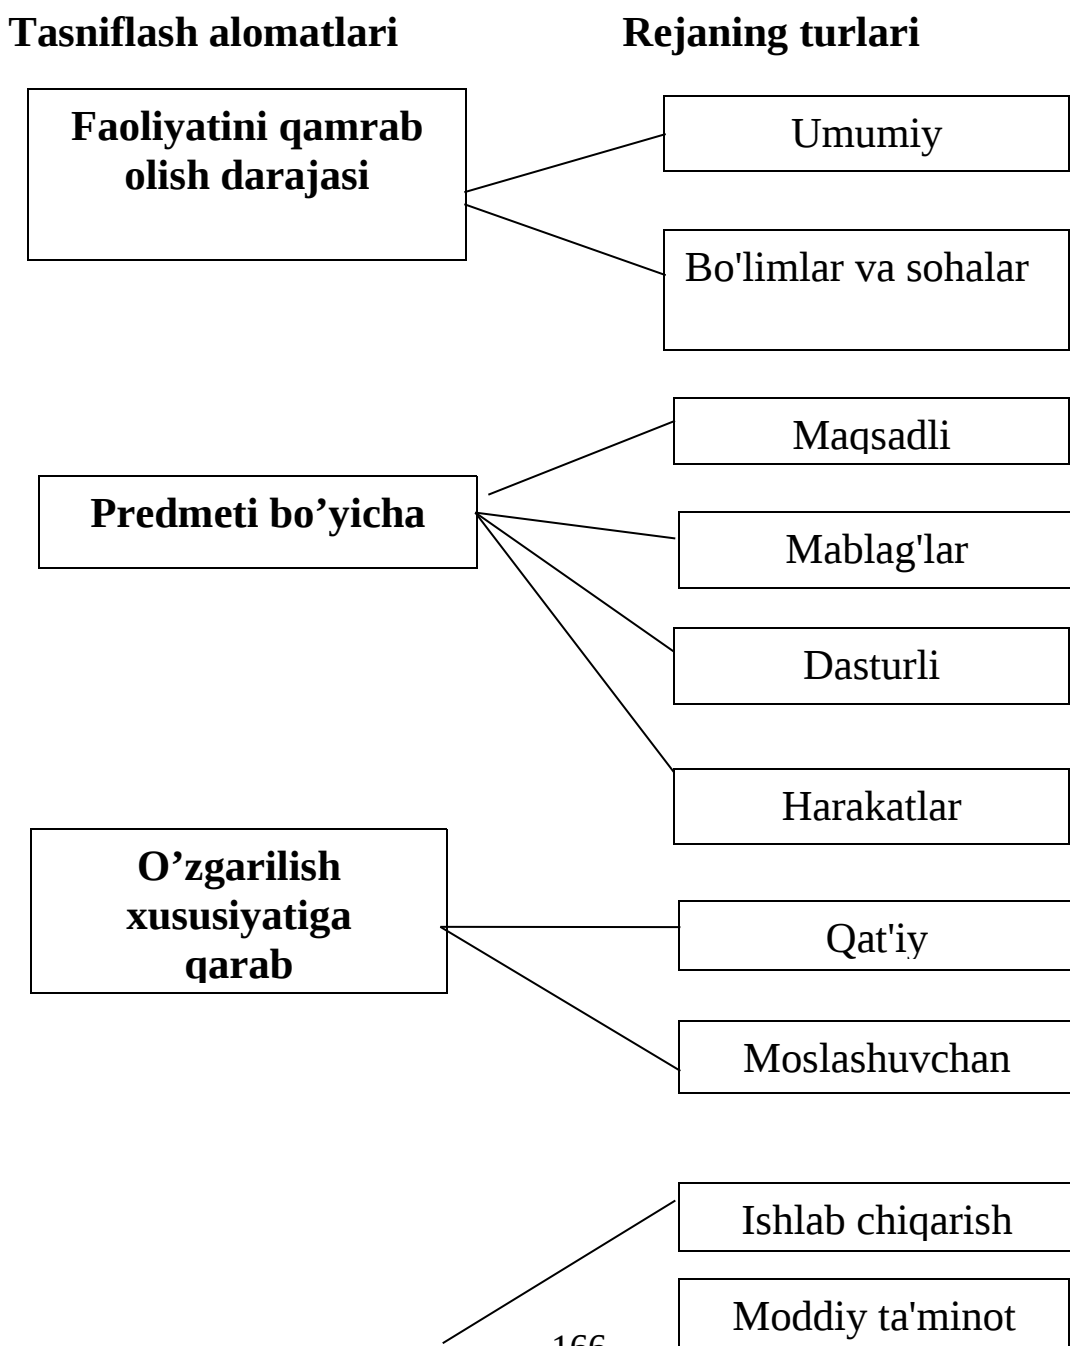 Tasniflash alomatlari
Rejaning turlari
Faoliyatini qamrab
olish darajasi
Umumiy
Bo'limlar va sohalar
Predmeti bo’yicha
Maqsadli
Mablag'lar
Dasturli
Harakatlar
O’zgarilish
xususiyatiga
qarab
Qat'iy
Moslashuvchan
Ishlab chiqarish
Moddiy ta'minot
166